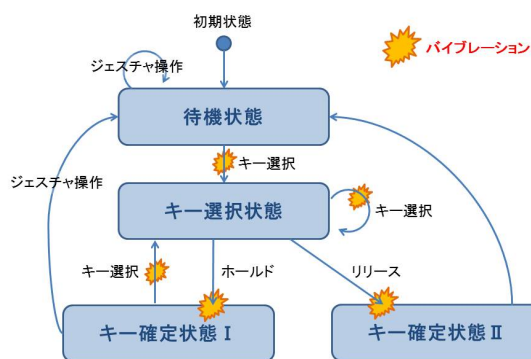 初期状態
バイブレーション
ジェスチャ操作
待機状態
キー選択
ジェスチャ操作
キー選択状態
キー選択
キー選択
ホールド
リリース
キー確定状態Ⅰ
キー確定状態Ⅱ